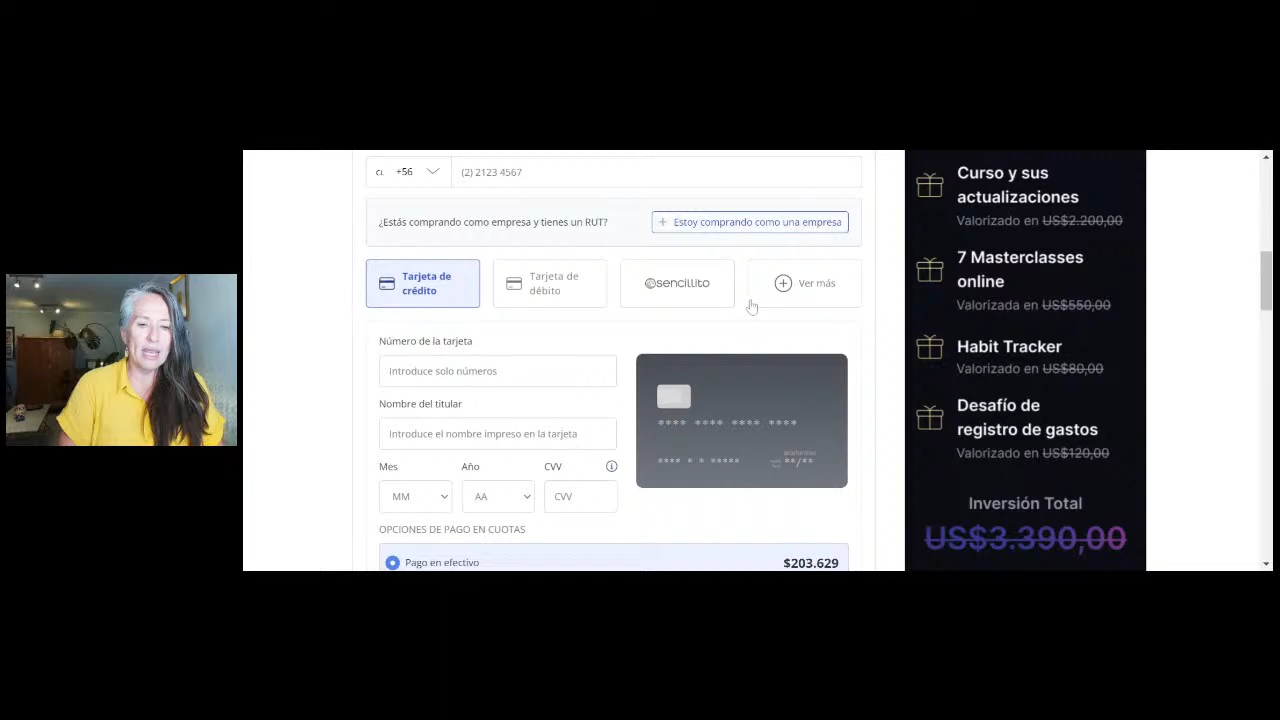 CL +56
(2) 2123 4567
¿Estás comprando como empresa y tienes un RUT?
+ Estoy comprando como una empresa
Tarjeta de
crédito
Tarjeta de
débito
sencillito
Ver más
Número de la tarjeta
Introduce solo números
Nombre del titular
Introduce el nombre impreso en la tarjeta
Mes
Año
CVV
MM
AA
CVV
**** **** **** ****
**** * * *****
**/**
OPCIONES DE PAGO EN CUOTAS
Pago en efectivo
$203.629
Curso y sus
actualizaciones
Valorizado en US$2.200,00
7 Masterclasses
online
Valorizada en US$550,00
Habit Tracker
Valorizado en US$80,00
Desafío de
registro de gastos
Valorizado en US$120,00
Inversión Total
US$3.390,00